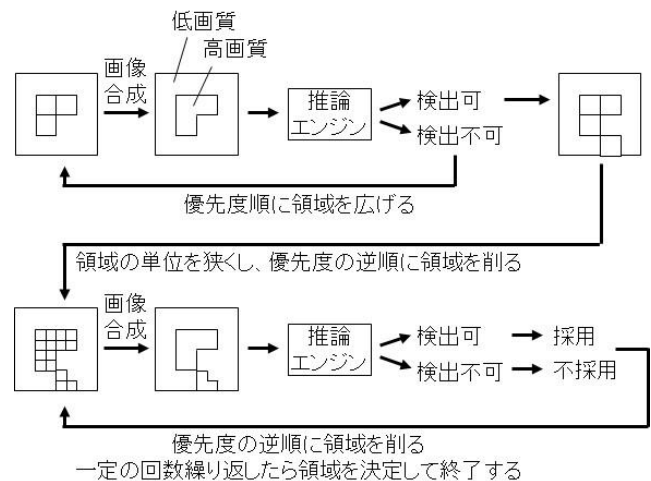 低画質
高画質
画像
合成
推論
エンジン
検出可
検出不可
優先度順に領域を広げる
領域の単位を狭くし、優先度の逆順に領域を削る
画像
合成
推論
エンジン
検出可
検出不可
採用
不採用
優先度の逆順に領域を削る
一定の回数繰り返したら領域を決定して終了する